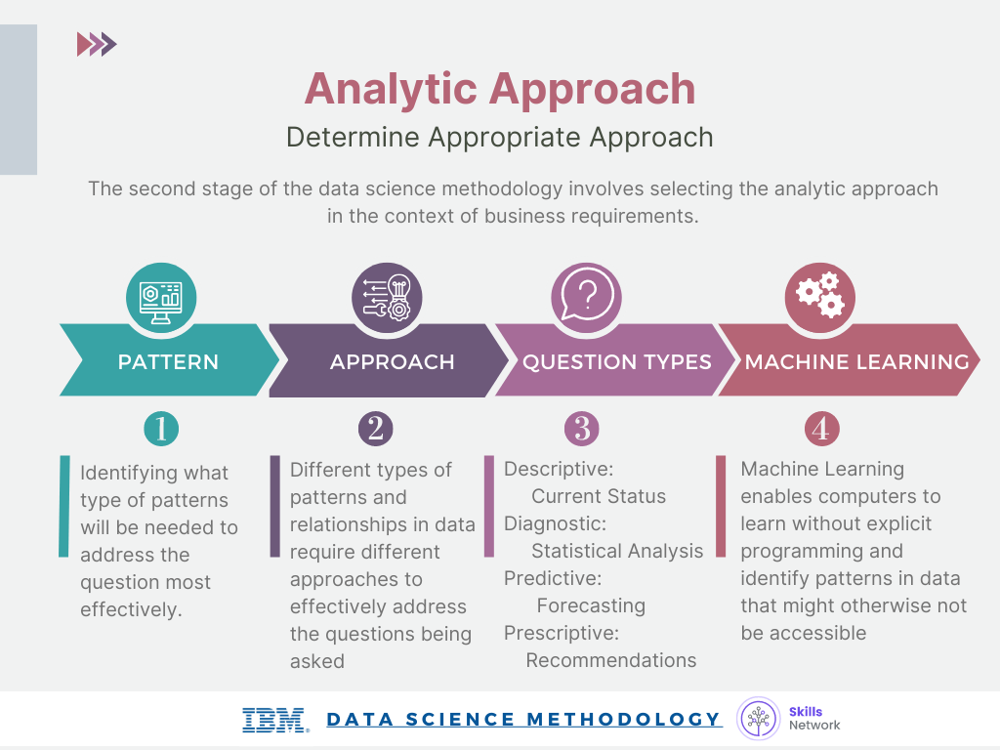 Analytic Approach
Determine Appropriate Approach
The second stage of the data science methodology involves selecting the analytic approach
in the context of business requirements.
PATTERN
APPROACH
QUESTION TYPES
MACHINE LEARNING
1
Identifying what
type of patterns
will be needed to
address the
question most
effectively.
2
Different types of
patterns and
relationships in data
require different
approaches to
effectively address
the questions being
asked
3
Descriptive:
Current Status
Diagnostic:
Statistical Analysis
Predictive:
Forecasting
Prescriptive:
Recommendations
4
Machine Learning
enables computers to
learn without explicit
programming and
identify patterns in data
that might otherwise not
be accessible
IBM®
DATA SCIENCE METHODOLOGY
Skills
Network